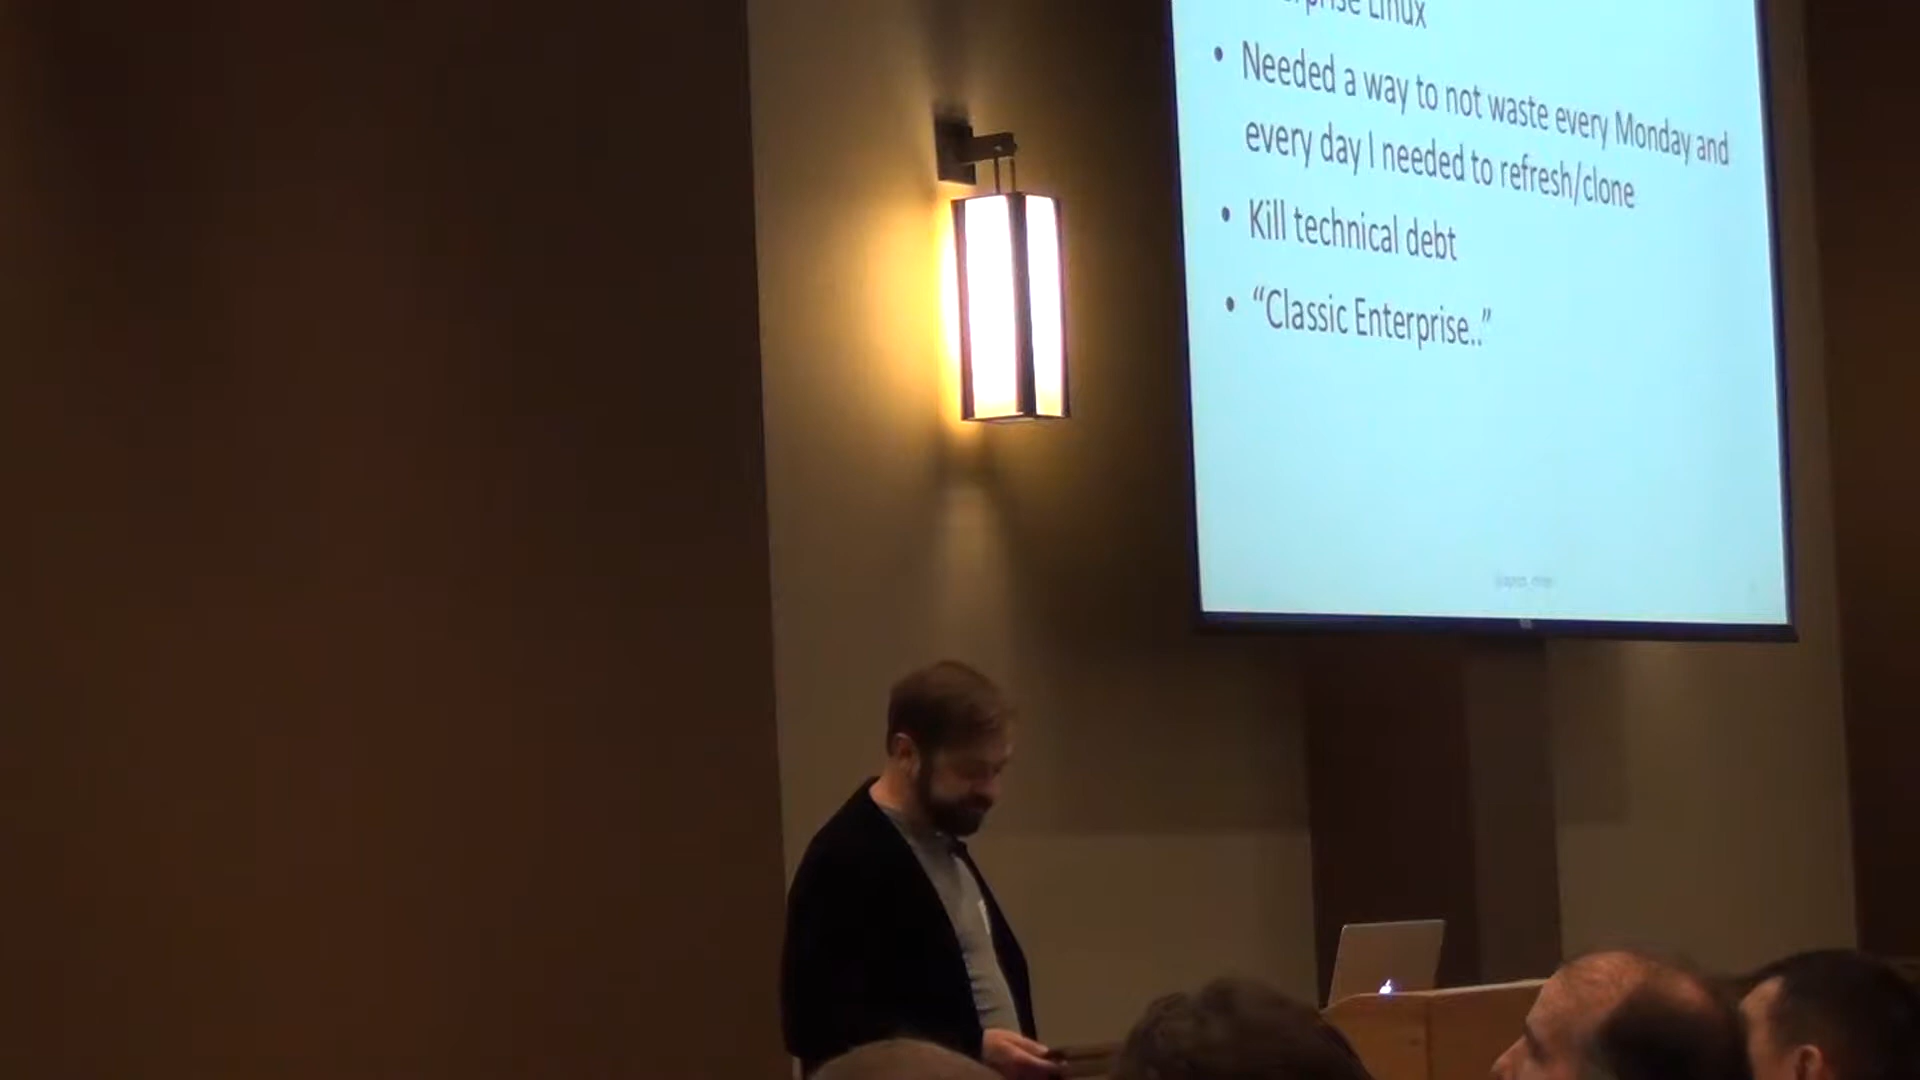 Linux
• Needed a way to not waste every Monday and
every day I needed to refresh/clone
• Kill technical debt
• “Classic Enterprise..”